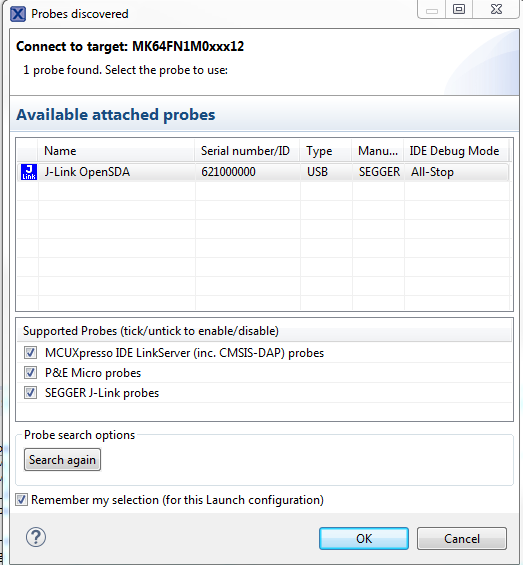 Probes discovered
Connect to target: MK64FN1M0xxx12
1 probe found. Select the probe to use:
Available attached probes
Name Serial number/ID Type Manu... IDE Debug Mode
J Link J-Link OpenSDA 621000000 USB SEGGER All-Stop
Supported Probes (tick/untick to enable/disable)
MCUXpresso IDE LinkServer (inc. CMSIS-DAP) probes
P&E Micro probes
SEGGER J-Link probes
Probe search options
Search again
Remember my selection (for this Launch configuration)
? OK Cancel